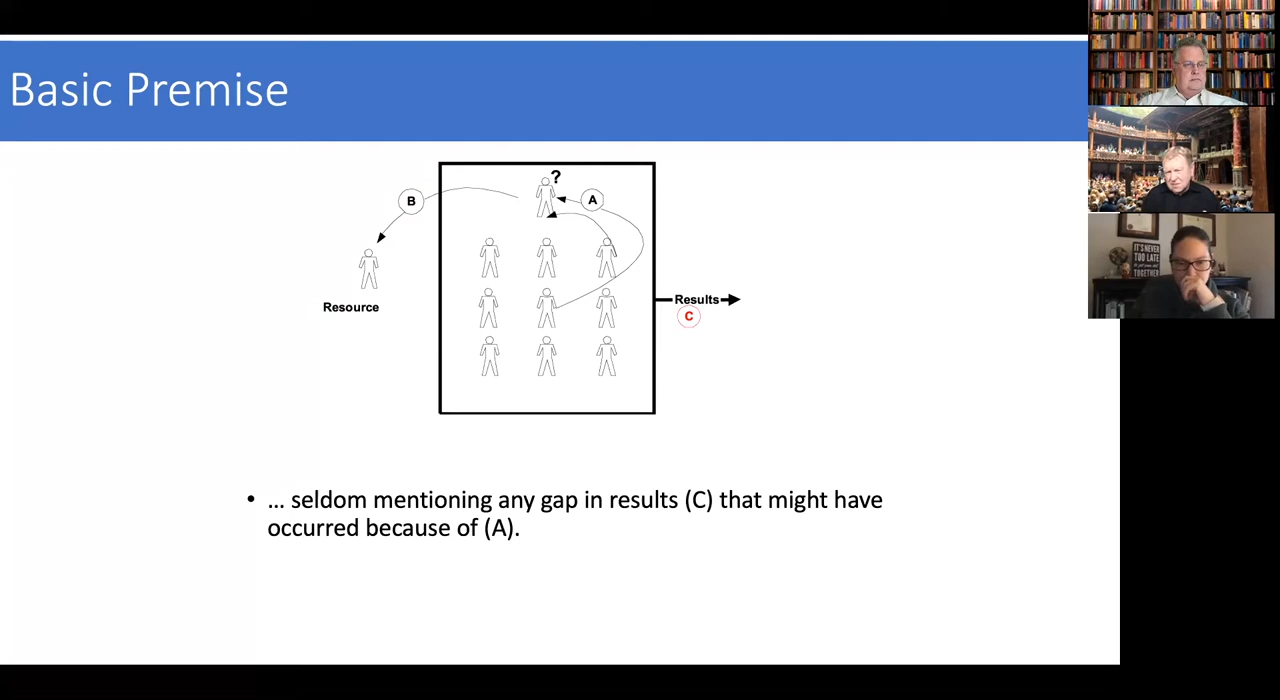 Basic Premise
?
B
A
Resource
Results
C
• ... seldom mentioning any gap in results (C) that might have
occurred because of (A).
IT'S NEVER
TOO LATE
TOGETHER